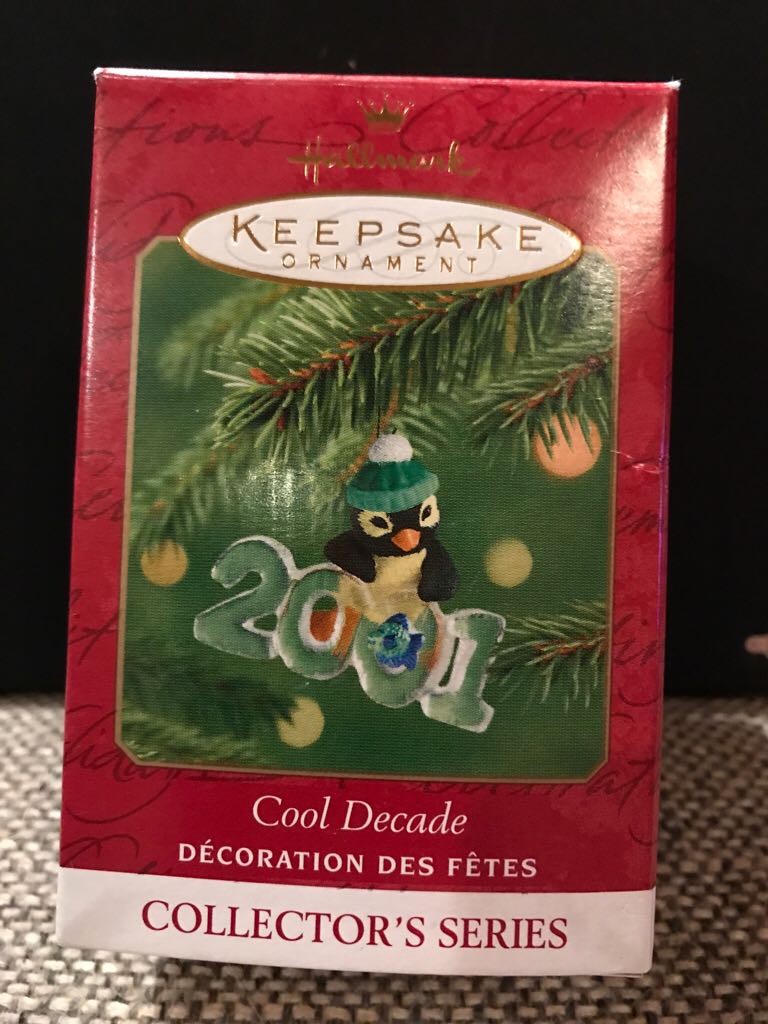 Hallmark
KEEPSAKE
ORNAMENT
2001
Cool Decade
DÉCORATION DES FÊTES
COLLECTOR'S SERIES